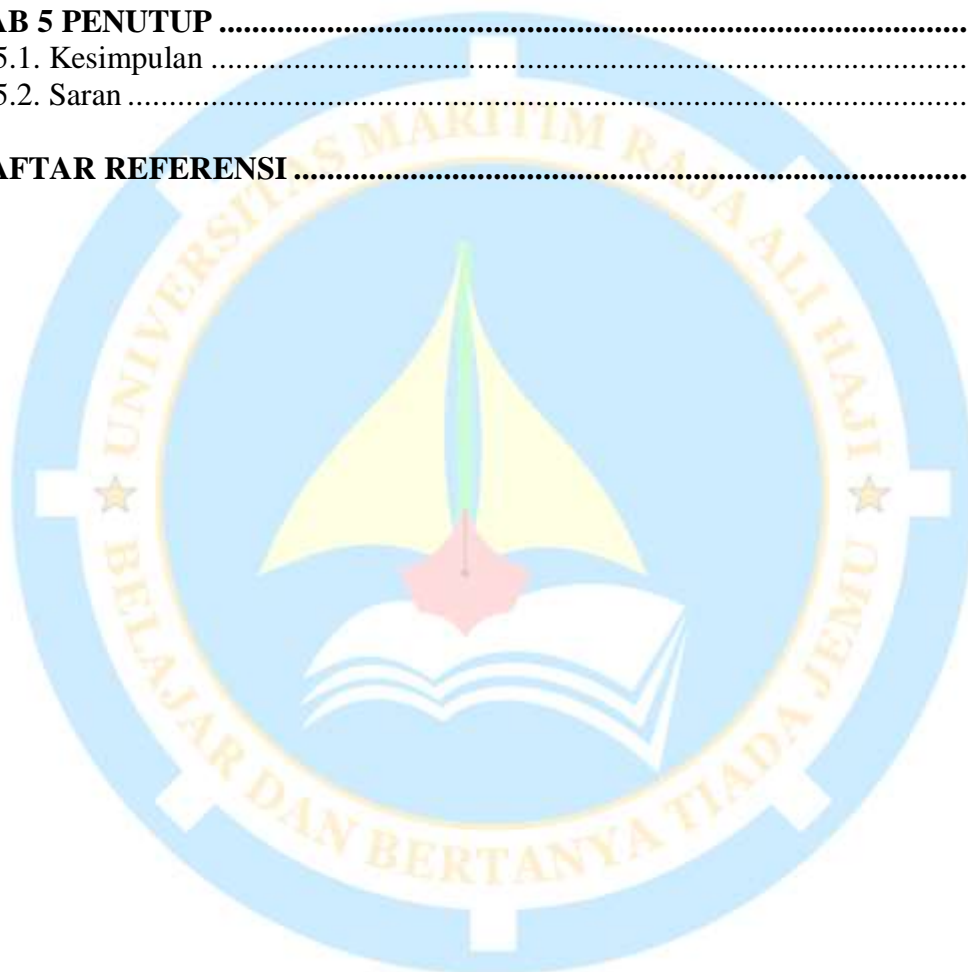 AB 5 PENUTUP ........................................................................................
5.1. Kesimpulan ........................................................................................
5.2. Saran ........................................................................................
AFTAR REFERENSI ........................................................................................
UNIVERSITAS MARITIM RAJA ALI HAJI
BELAJAR DAN BERTANYA TIADA JEMU